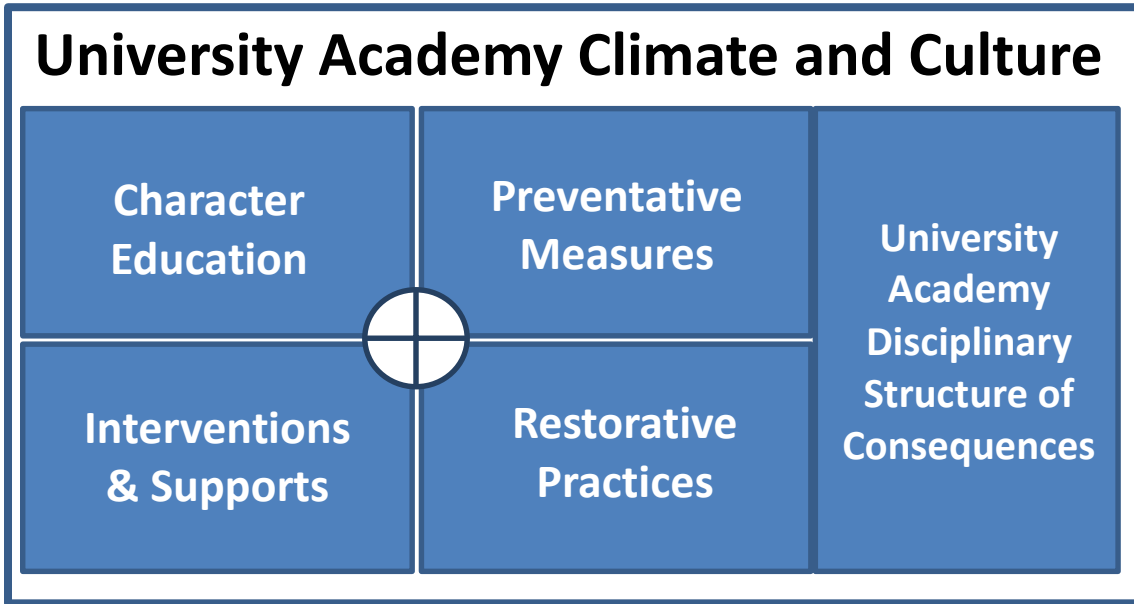 University Academy Climate and Culture
Character
Education
Preventative
Measures
University
Academy
Disciplinary
Structure of
Consequences
Interventions
& Supports
Restorative
Practices